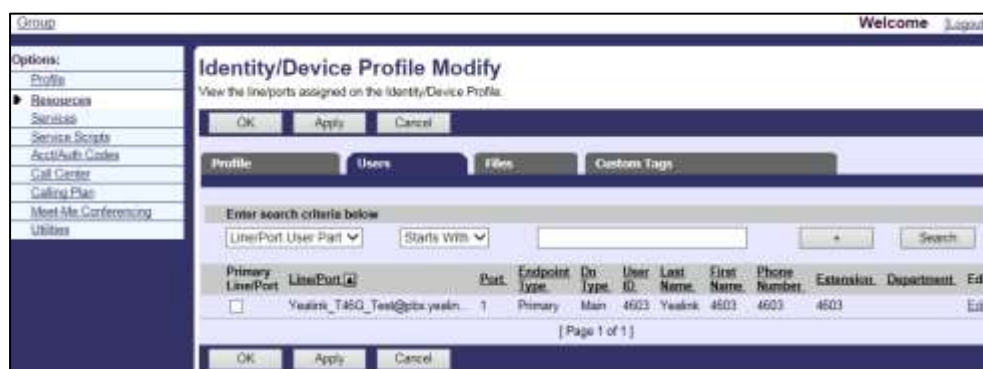 Group
Welcome [Logout
Options:
Profile
Resources
Services
Service Scripts
Acct/Auth Codes
Call Center
Calling Plan
Meet-Me Conferencing
Utilities
Identity/Device Profile Modify
View the line/ports assigned on the Identity/Device Profile.
OK Apply Cancel
Profile Users Files Custom Tags
Enter search criteria below
Line/Port User Part Starts With + Search
Primary Line/Port Line/Port Port Endpoint Type Dn Type User ID Last Name First Name Phone Number Extension Department Ed
Yealink_T46G_Test@pbx.yealin... 1 Primary Main 4603 Yealink 4603 4603 4603 Edi
[ Page 1 of 1 ]
OK Apply Cancel